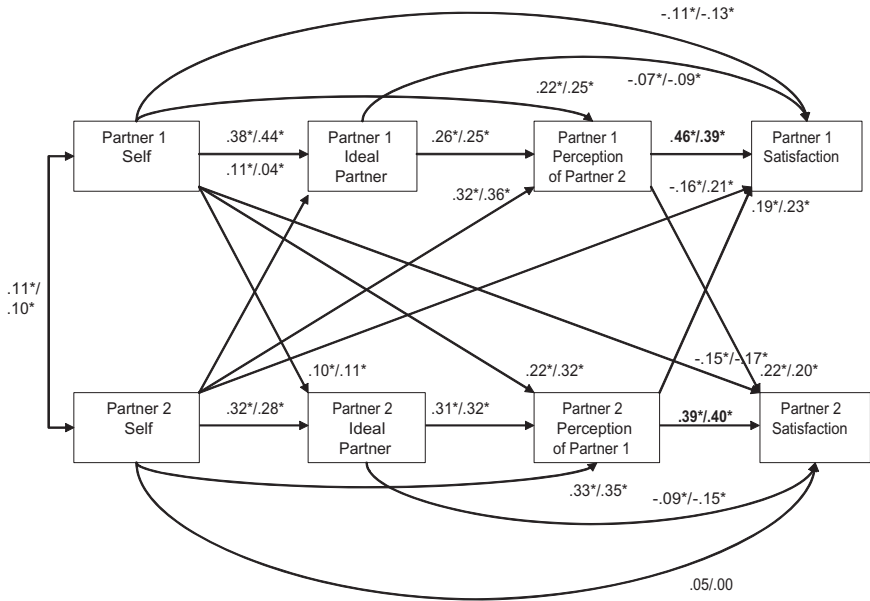 -.11*/-.13*
-.07*/-.09*
.22*/.25*
Partner 1
Self
.38*/.44*
.11*/.04*
Partner 1
Ideal
Partner
.26*/.25*
Partner 1
Perception
of Partner 2
.46*/.39*
Partner 1
Satisfaction
.32*/.36*
-.16*/.21*
.19*/.23*
.11*/
.10*
.10*/.11*
.22*/.32*
-.15*/-.17*
.22*/.20*
Partner 2
Self
.32*/.28*
Partner 2
Ideal
Partner
.31*/.32*
Partner 2
Perception
of Partner 1
.39*/.40*
Partner 2
Satisfaction
.33*/.35*
-.09*/-.15*
.05/.00